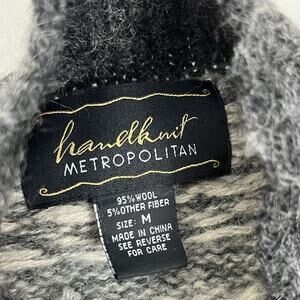 handknit
METROPOLITAN
95% WOOL
5% OTHER FIBER
SIZE: M
MADE IN CHINA
SEE REVERSE
FOR CARE